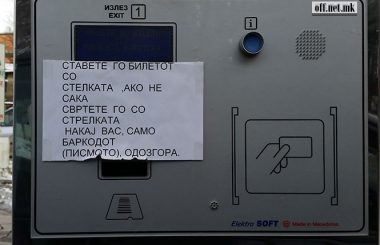 off.net.mk
ИЗЛЕЗ
EXIT 1
i
СТАВЕТЕ ГО БИЛЕТОТ
СО
СТЕЛКАТА ,АКО НЕ
САКА
СВРТЕТЕ ГО СО
СТРЕЛКАТА
НАКАЈ ВАС, САМО
БАРКОДОТ
(ПИСМОТО), ОДОЗГОРА.
Elektro SOFT Made in Macedonia